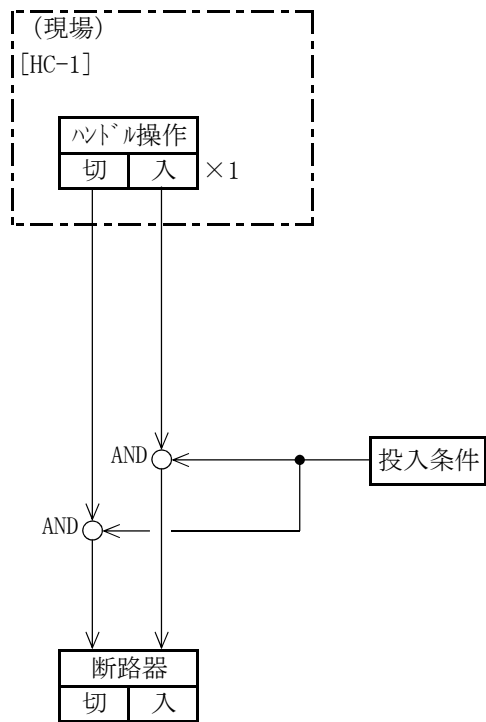 (現場)
[HC-1]
ﾊﾝﾄﾞﾙ操作
切 入 ×1
AND
投入条件
AND
断路器
切 入